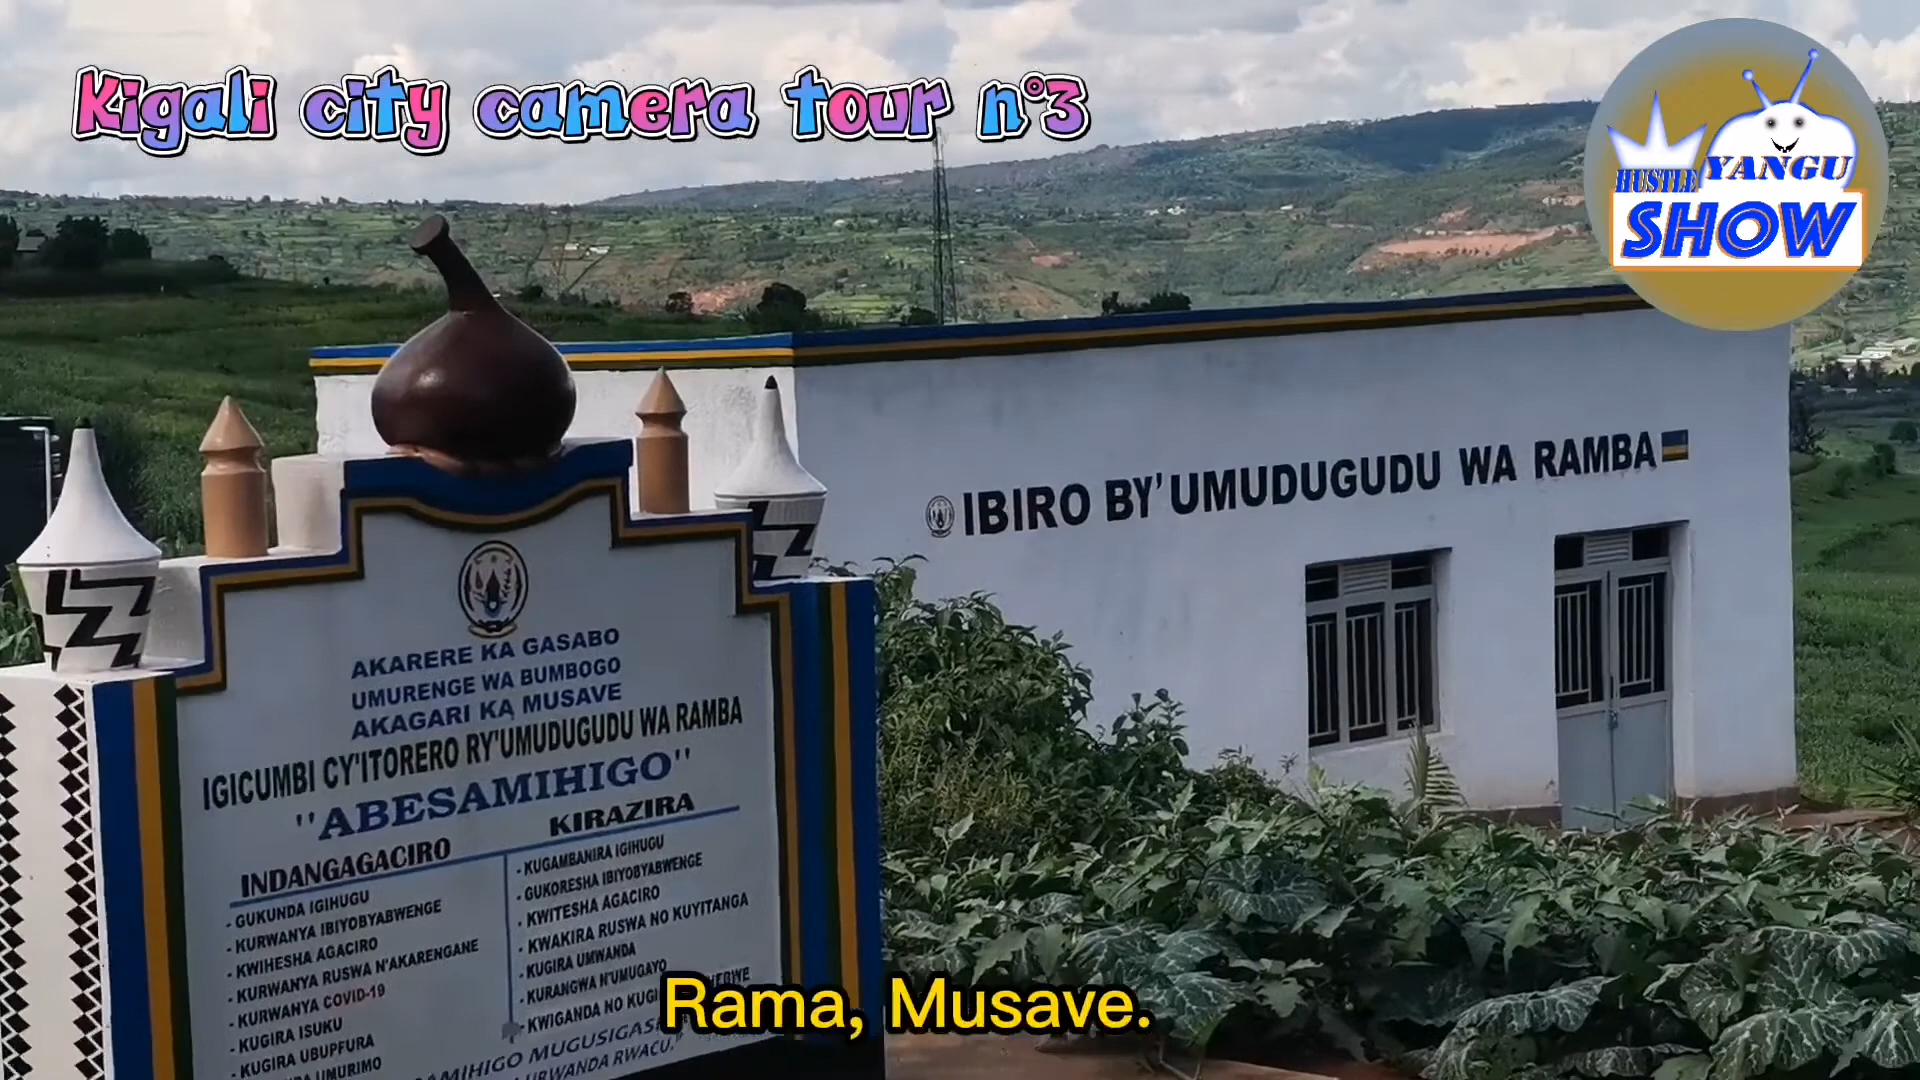 Kigali city camera tour n°3
HUSTLE YANGU
SHOW
IBIRO BY'UMUDUGUDU WA RAMBA
AKARERE KA GASABO
UMURENGE WA BUMBOGO
AKAGARI KA MUSAVE
IGICUMBI CY'ITORERO RY'UMUDUGUDU WA RAMBA
"ABESAMIHIGO"
INDANGAGACIRO
- GUKUNDA IGIHUGU
- KURWANYA IBIYOBYABWENGE
- KWIHESHA AGACIRO
- KURWANYA RUSWA N'AKARENGANE
- KURWANYA COVID-19
- KUGIRA ISUKU
- KUGIRA UBUPFURA
UMURIMO
KIRAZIRA
- KUGAMBANIRA IGIHUGU
- GUKORESHA IBIYOBYABWENGE
- KWITESHA AGACIRO
- KWAKIRA RUSWA NO KUYITANGA
- KUGIRA UMWANDA
- KURANGWA N'UMUGAYO
- KWIGANDA NO
RWANDA RWACU."
Rama, Musave.